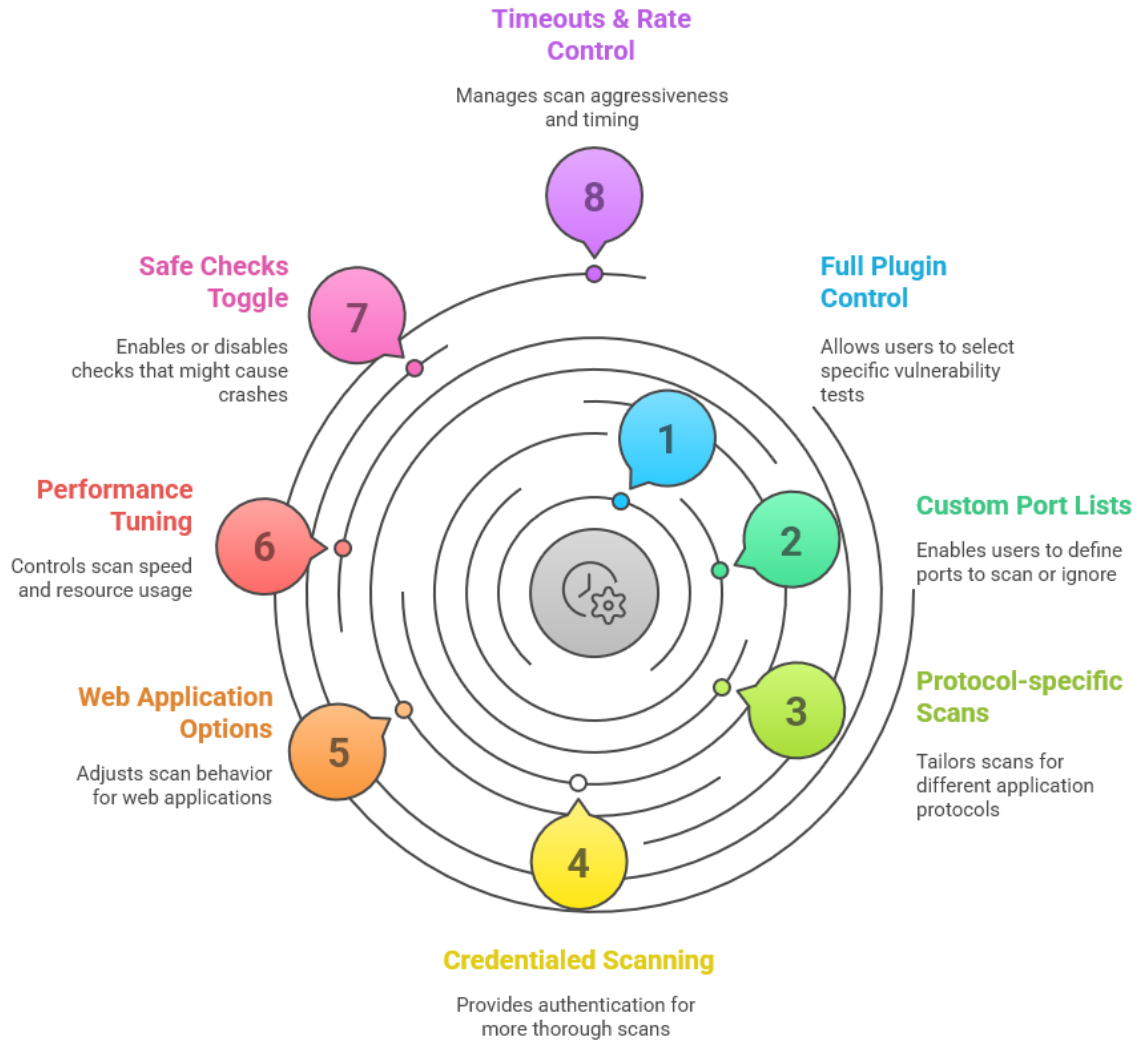 Timeouts & Rate
Control
Manages scan aggressiveness
and timing
8
Safe Checks
Toggle
Enables or disables
checks that might cause
crashes
7
Full Plugin
Control
Allows users to select
specific vulnerability
tests
1
Performance
Tuning
Controls scan speed
and resource usage
6
Custom Port Lists
Enables users to define
ports to scan or ignore
2
Web Application
Options
Adjusts scan behavior
for web applications
5
Protocol-specific
Scans
Tailors scans for
different application
protocols
3
4
Credentialed Scanning
Provides authentication for
more thorough scans